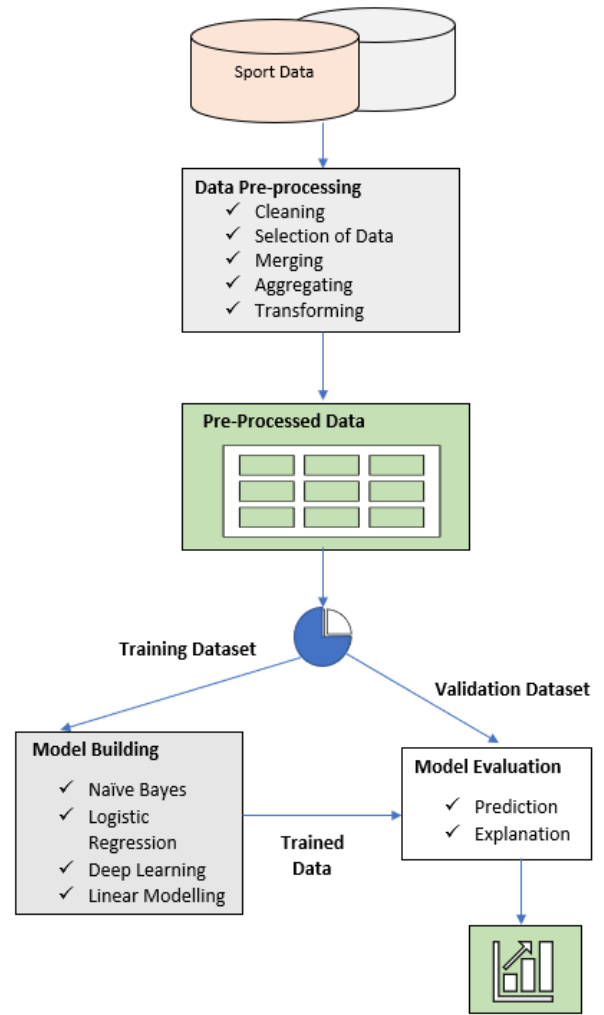 Sport Data
Data Pre-processing
✓ Cleaning
✓ Selection of Data
✓ Merging
✓ Aggregating
✓ Transforming
Pre-Processed Data
Training Dataset
Validation Dataset
Model Building
✓ Naïve Bayes
✓ Logistic
Regression
✓ Deep Learning
✓ Linear Modelling
Trained
Data
Model Evaluation
✓ Prediction
✓ Explanation